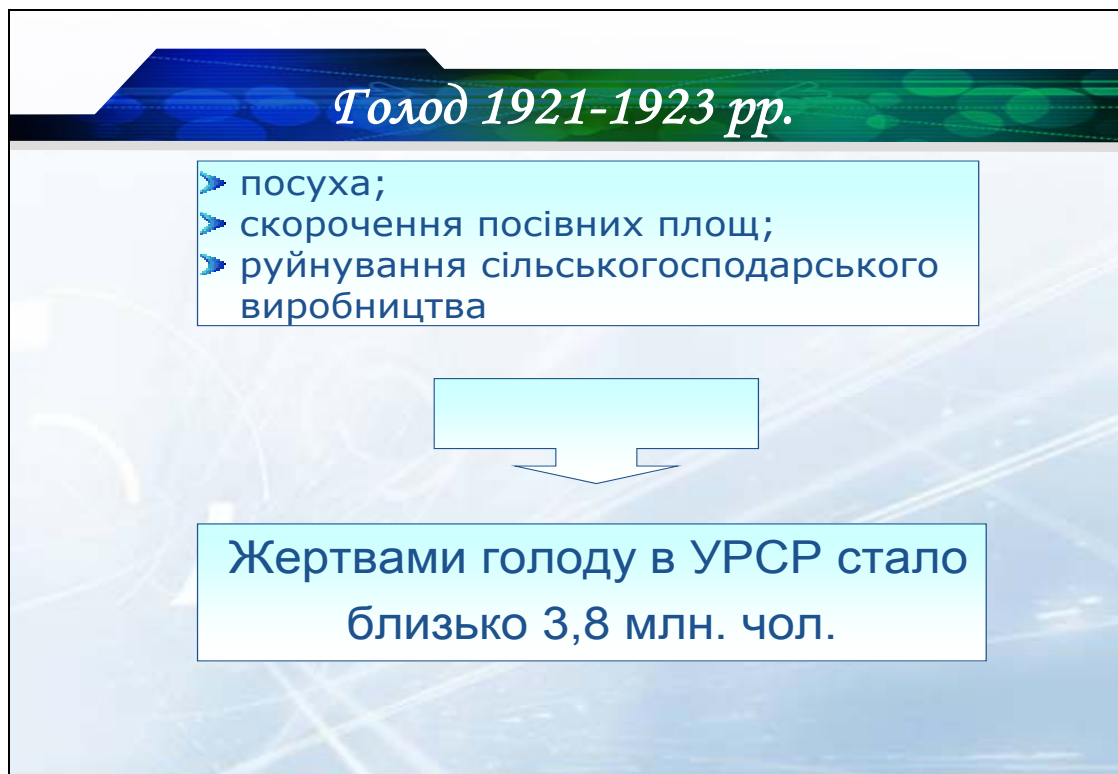 Голод 1921-1923 рр.
посуха;
скорочення посівних площ;
руйнування сільськогосподарського
виробництва
Жертвами голоду в УРСР стало
близько 3,8 млн. чол.